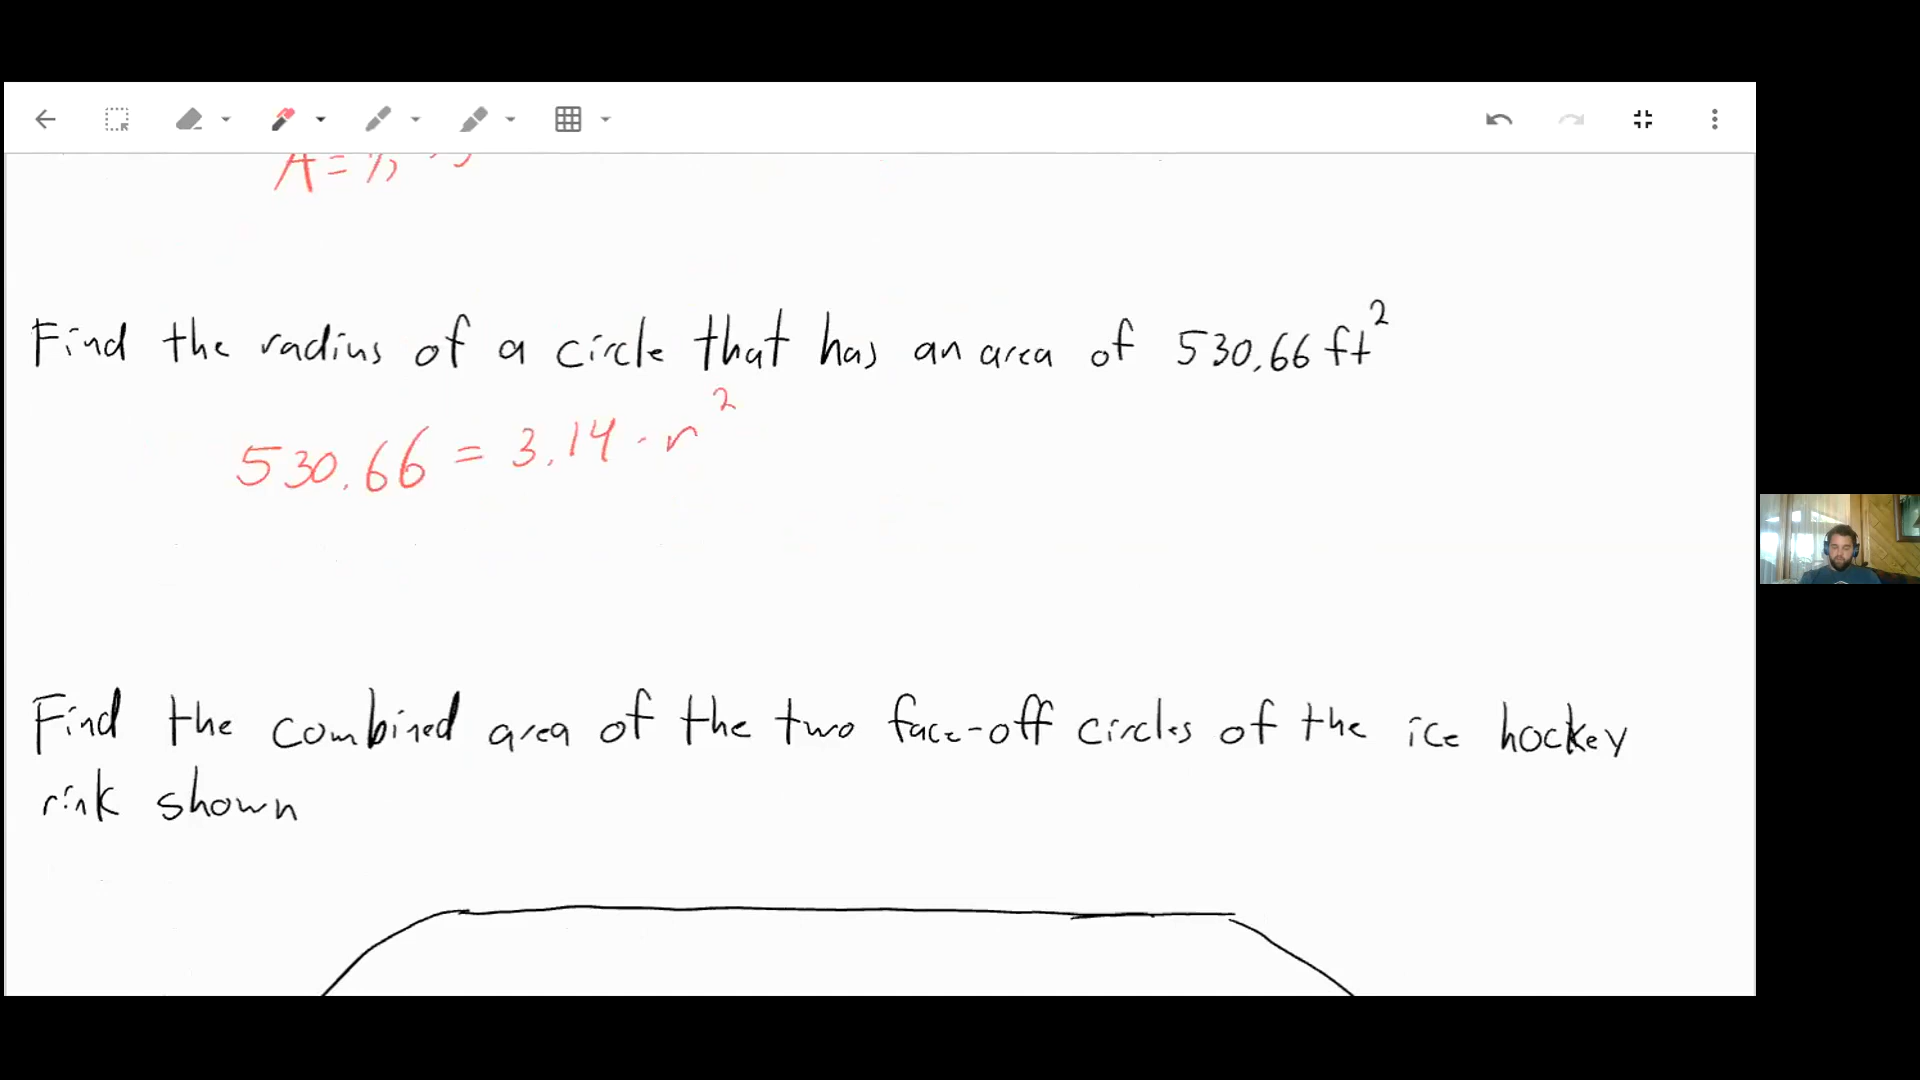 A =
Find the radius of a circle that has an area of 530.66 ft²
530.66 = 3.14 · r²
Find the combined area of the two face-off circles of the ice hockey
rink shown